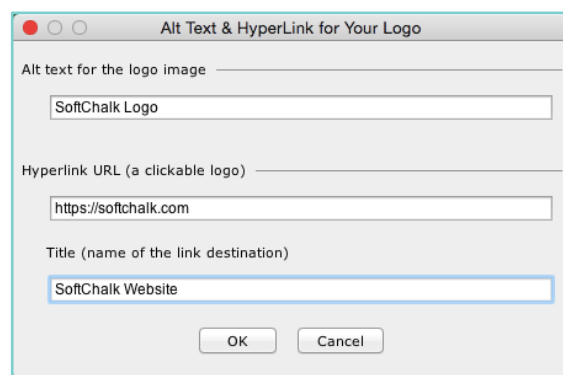 Alt Text & HyperLink for Your Logo
Alt text for the logo image
SoftChalk Logo
Hyperlink URL (a clickable logo)
https://softchalk.com
Title (name of the link destination)
SoftChalk Website
OK Cancel